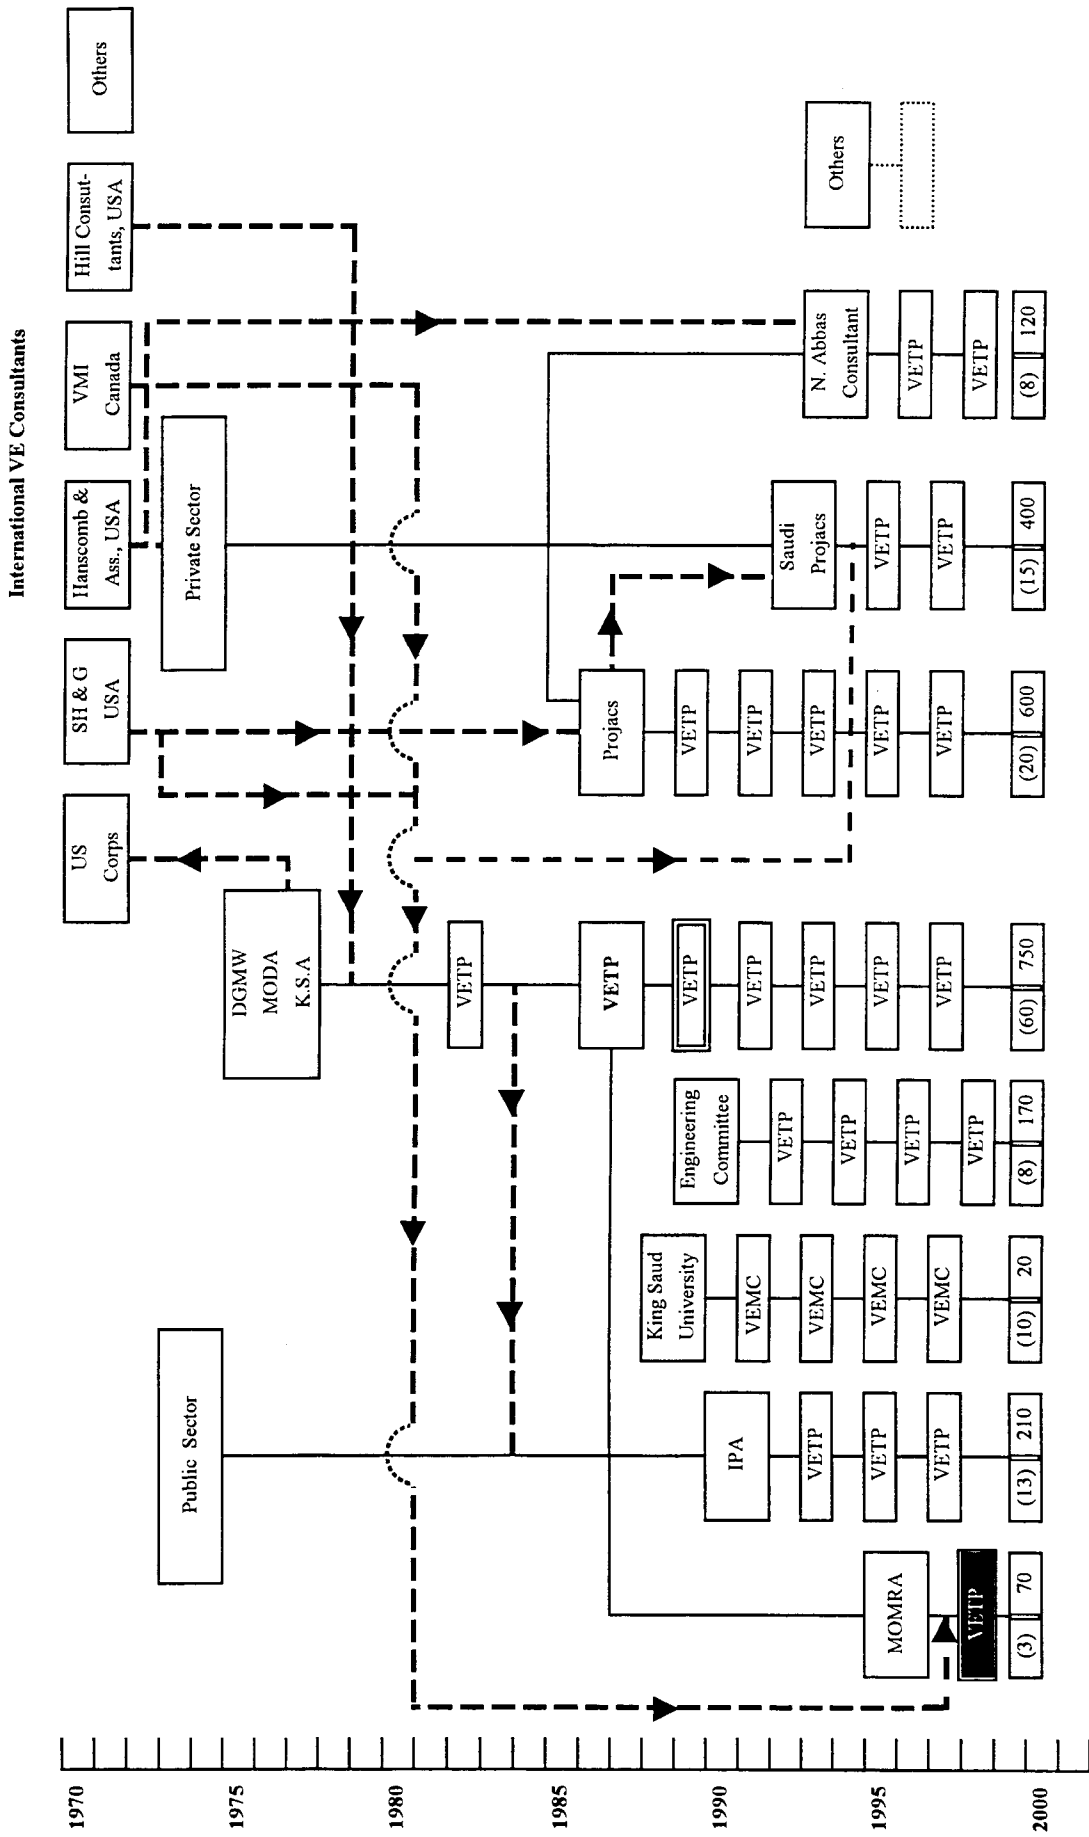 International VE Consultants
US
Corps
SH & G
USA
Hanscomb &
Ass., USA
VMI
Canada
Hill Consut-
tants, USA
Others
Public Sector
Private Sector
DGMW
MODA
K.S.A
VETP
VETP
VETP
VETP
VETP
VETP
VETP
(60) 750
MOMRA
VETP
(3) 70
IPA
VETP
VETP
VETP
(13) 210
King Saud
University
VEMC
VEMC
VEMC
VEMC
(10) 20
Engineering
Committee
VETP
VETP
VETP
VETP
(8) 170
Projacs
VETP
VETP
VETP
VETP
VETP
(20) 600
Saudi
Projacs
VETP
VETP
(15) 400
N. Abbas
Consultant
VETP
VETP
(8) 120
Others
1970
1975
1980
1985
1990
1995
2000